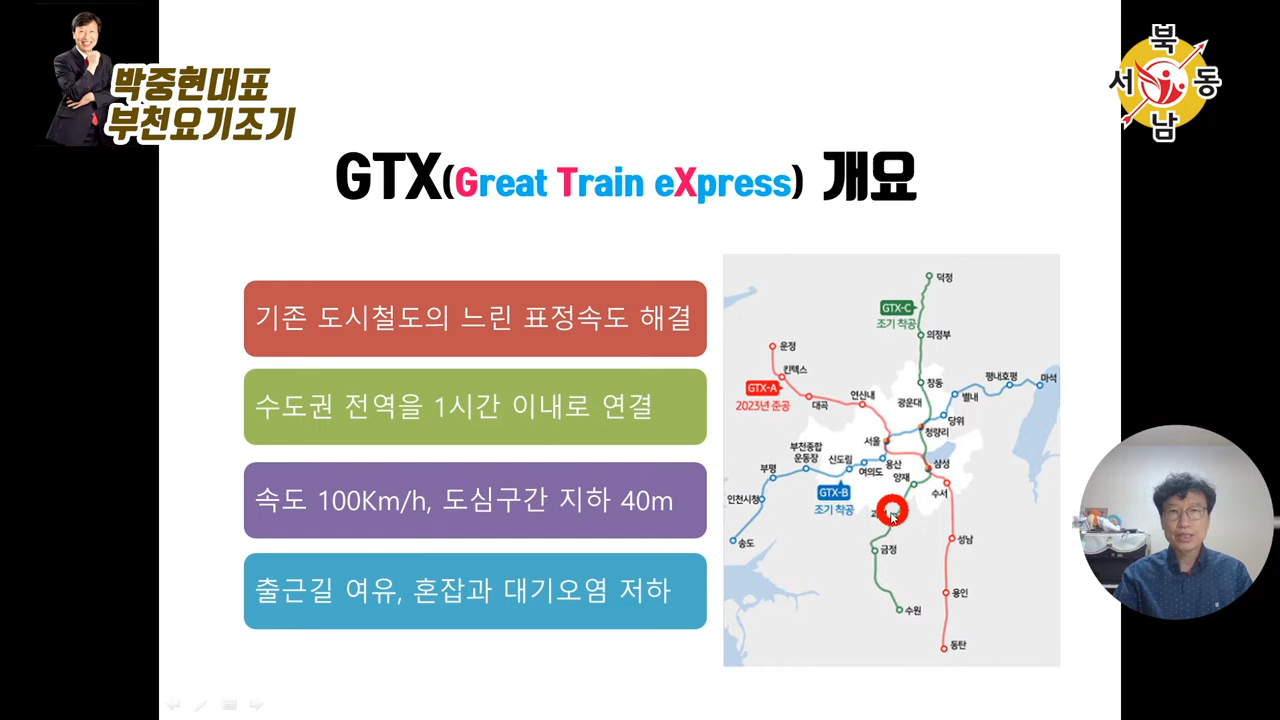 박중현대표
부천요기조기
북
서 동
남
GTX(Great Train eXpress) 개요
기존 도시철도의 느린 표정속도 해결
수도권 전역을 1시간 이내로 연결
속도 100Km/h, 도심구간 지하 40m
출근길 여유, 혼잡과 대기오염 저하
덕정
GTX-C
조기 착공
의정부
운정
킨텍스
GTX-A
2023년 준공
대곡
연신내
창동
광운대
평내호평
마석
별내
당위
청량리
서울
부천종합
운동장
신도림
여의도
용산
부평
삼성
양재
수서
인천시청
GTX-B
조기 착공
송도
금정
성남
수원
용인
동탄